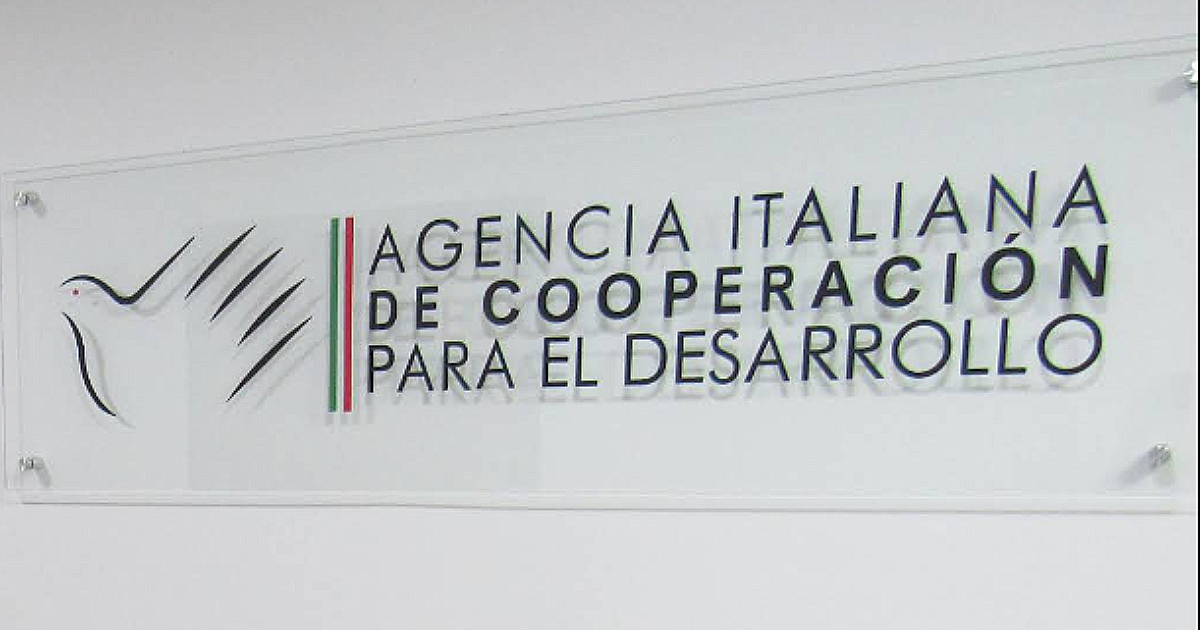 AGENCIA ITALIANA
DE COOPERACIÓN
PARA EL DESARROLLO